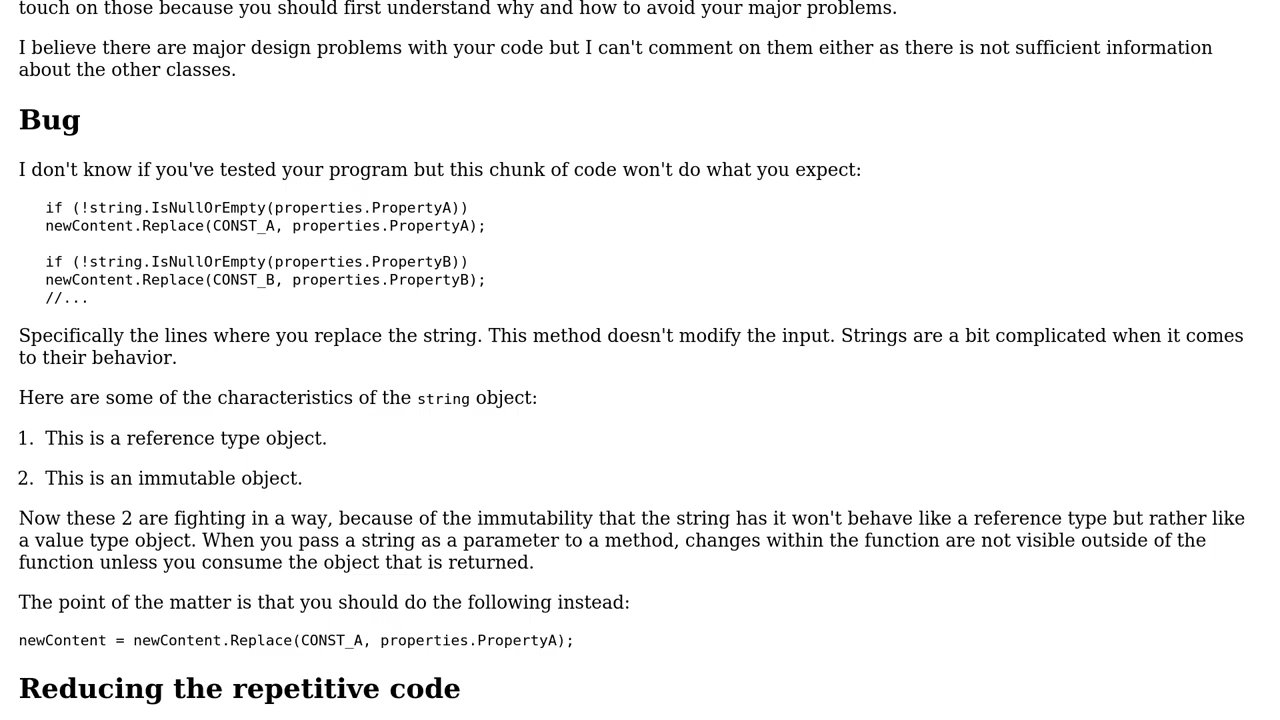 touch on those because you should first understand why and how to avoid your major problems.
I believe there are major design problems with your code but I can't comment on them either as there is not sufficient information
about the other classes.
Bug
I don't know if you've tested your program but this chunk of code won't do what you expect:
if (!string.IsNullOrEmpty(properties.PropertyA))
newContent.Replace(CONST_A, properties.PropertyA);
if (!string.IsNullOrEmpty(properties.PropertyB))
newContent.Replace(CONST_B, properties.PropertyB);
//...
Specifically the lines where you replace the string. This method doesn't modify the input. Strings are a bit complicated when it comes
to their behavior.
Here are some of the characteristics of the string object:
1. This is a reference type object.
2. This is an immutable object.
Now these 2 are fighting in a way, because of the immutability that the string has it won't behave like a reference type but rather like
a value type object. When you pass a string as a parameter to a method, changes within the function are not visible outside of the
function unless you consume the object that is returned.
The point of the matter is that you should do the following instead:
newContent = newContent.Replace(CONST_A, properties.PropertyA);
Reducing the repetitive code